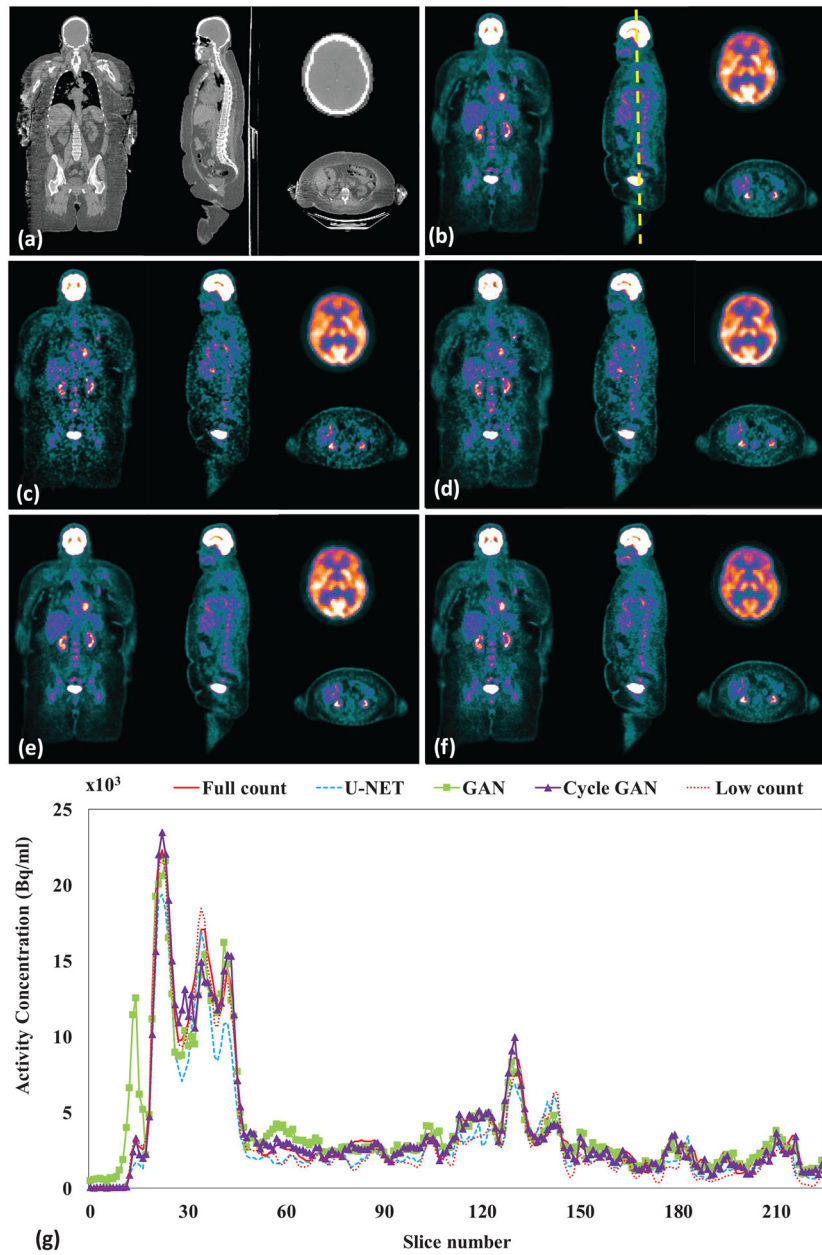 (a)
(b)
(c)
(d)
(e)
(f)
x10³
Full count
U-NET
GAN
Cycle GAN
Low count
25
20
15
10
5
0
Activity Concentration (Bq/ml)
0 30 60 90 120 150 180 210
Slice number
(g)